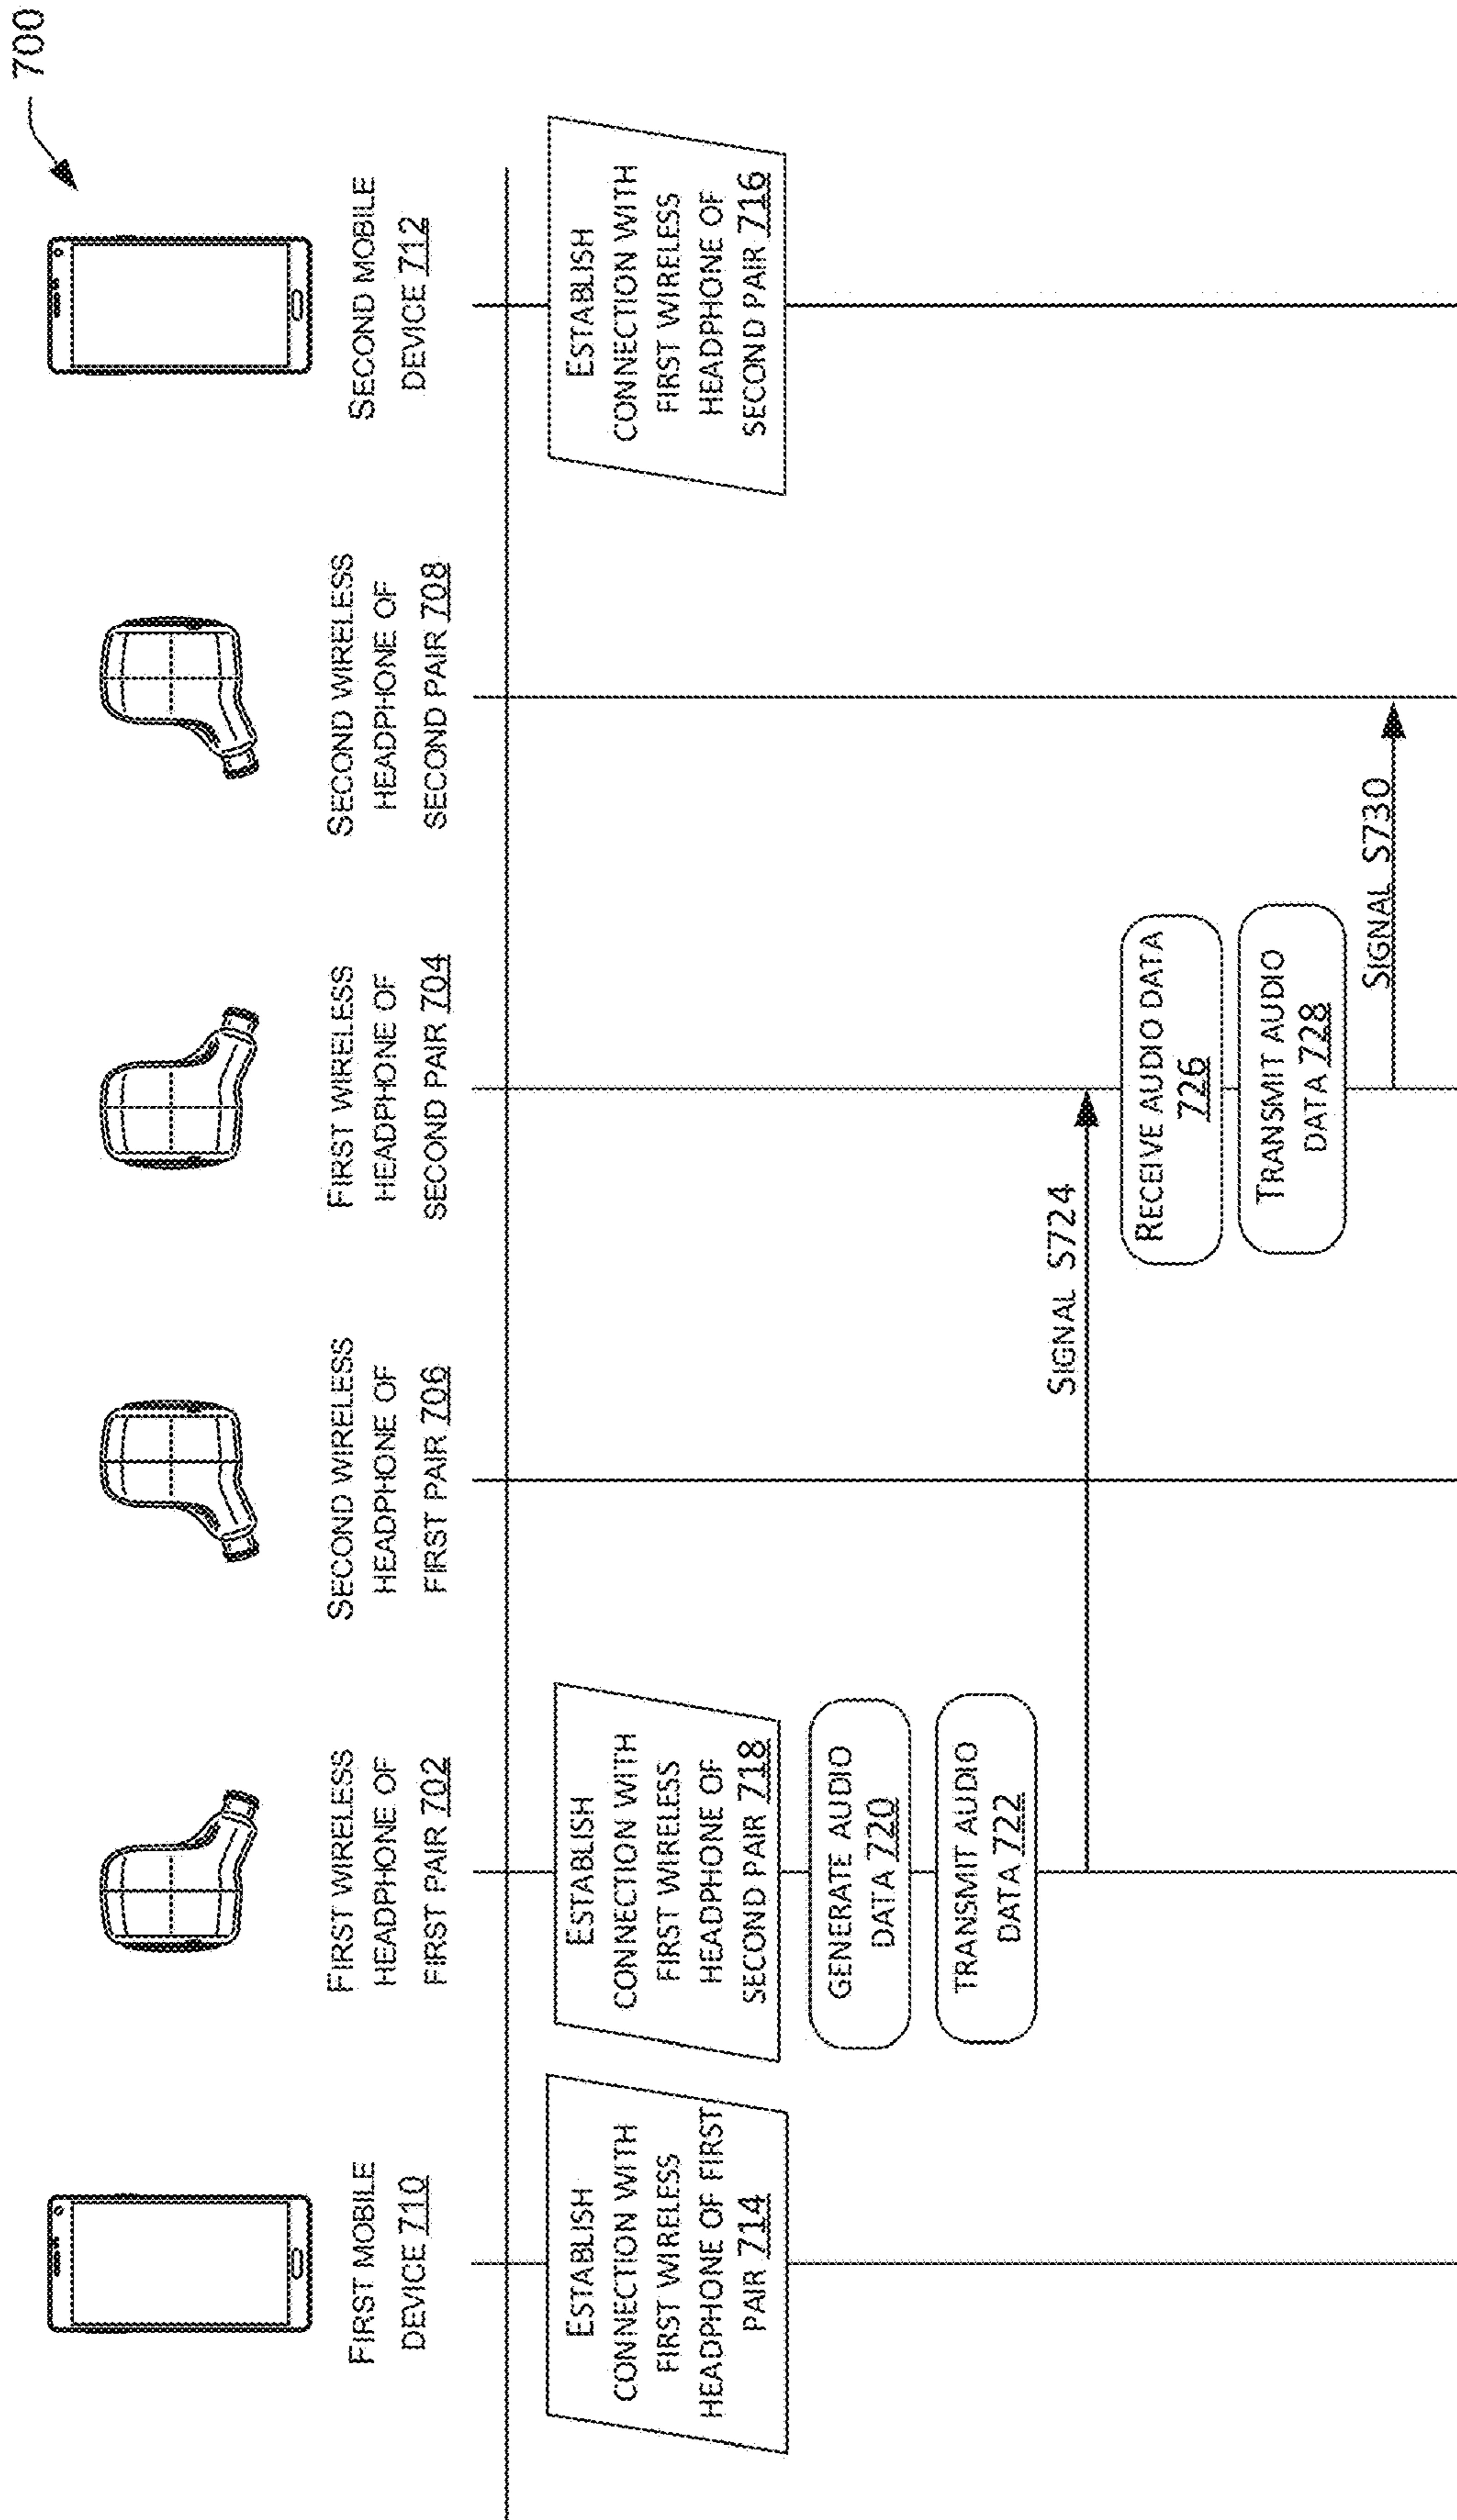 700
FIRST MOBILE
DEVICE 710
FIRST WIRELESS
HEADPHONE OF
FIRST PAIR 702
SECOND WIRELESS
HEADPHONE OF
FIRST PAIR 706
FIRST WIRELESS
HEADPHONE OF
SECOND PAIR 704
SECOND WIRELESS
HEADPHONE OF
SECOND PAIR 708
SECOND MOBILE
DEVICE 712
ESTABLISH
CONNECTION WITH
FIRST WIRELESS
HEADPHONE OF FIRST
PAIR 714
ESTABLISH
CONNECTION WITH
FIRST WIRELESS
HEADPHONE OF
SECOND PAIR 718
ESTABLISH
CONNECTION WITH
FIRST WIRELESS
HEADPHONE OF
SECOND PAIR 716
GENERATE AUDIO
DATA 720
TRANSMIT AUDIO
DATA 722
SIGNAL S724
RECEIVE AUDIO DATA
726
TRANSMIT AUDIO
DATA 728
SIGNAL S730